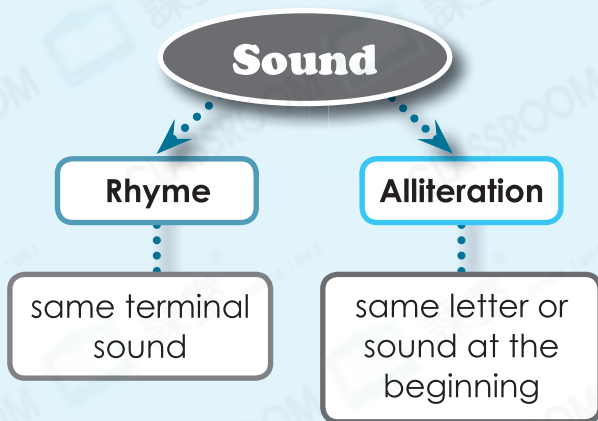 Sound
Rhyme
Alliteration
same terminal
sound
same letter or
sound at the
beginning